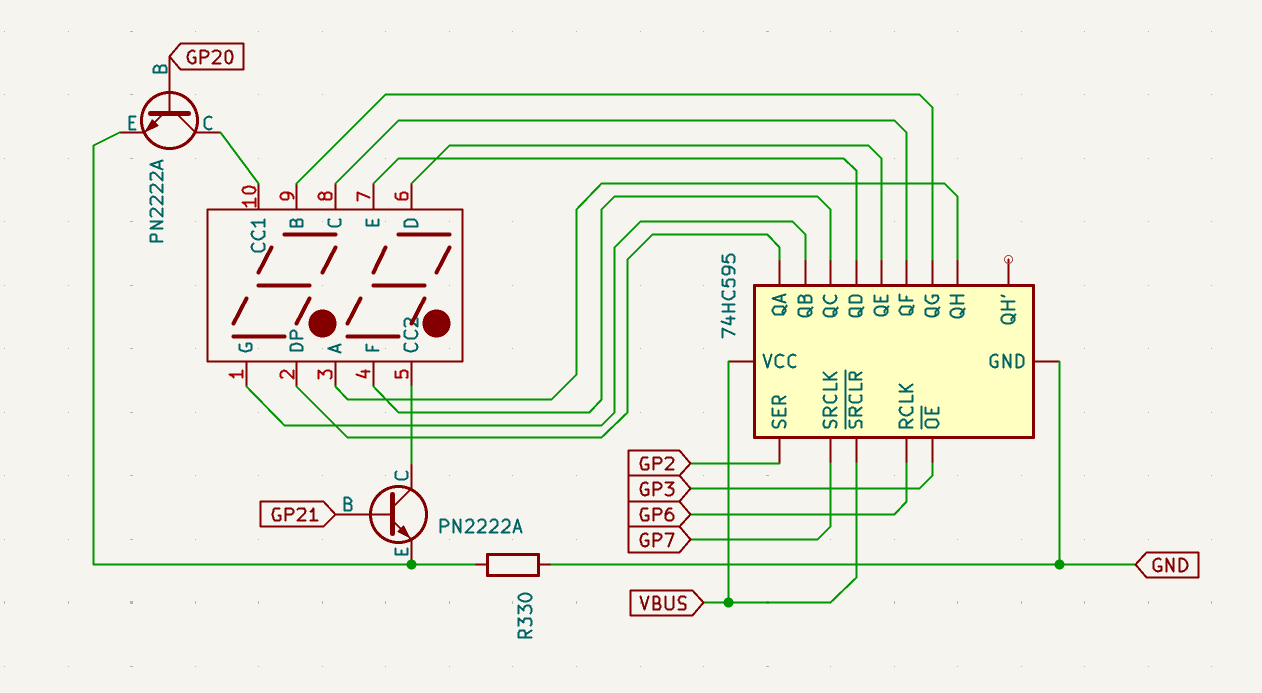 GP20
B
E
C
PN2222A
10
9
8
7
6
CC1
B
C
E
D
G
DP
A
F
CC2
1
2
3
4
5
74HC595
QA
QB
QC
QD
QE
QF
QG
QH
QH'
VCC
GND
SER
SRCLK
SRCLR
RCLK
OE
GP2
GP3
GP6
GP7
C
GP21
B
PN2222A
E
GND
VBUS
R330